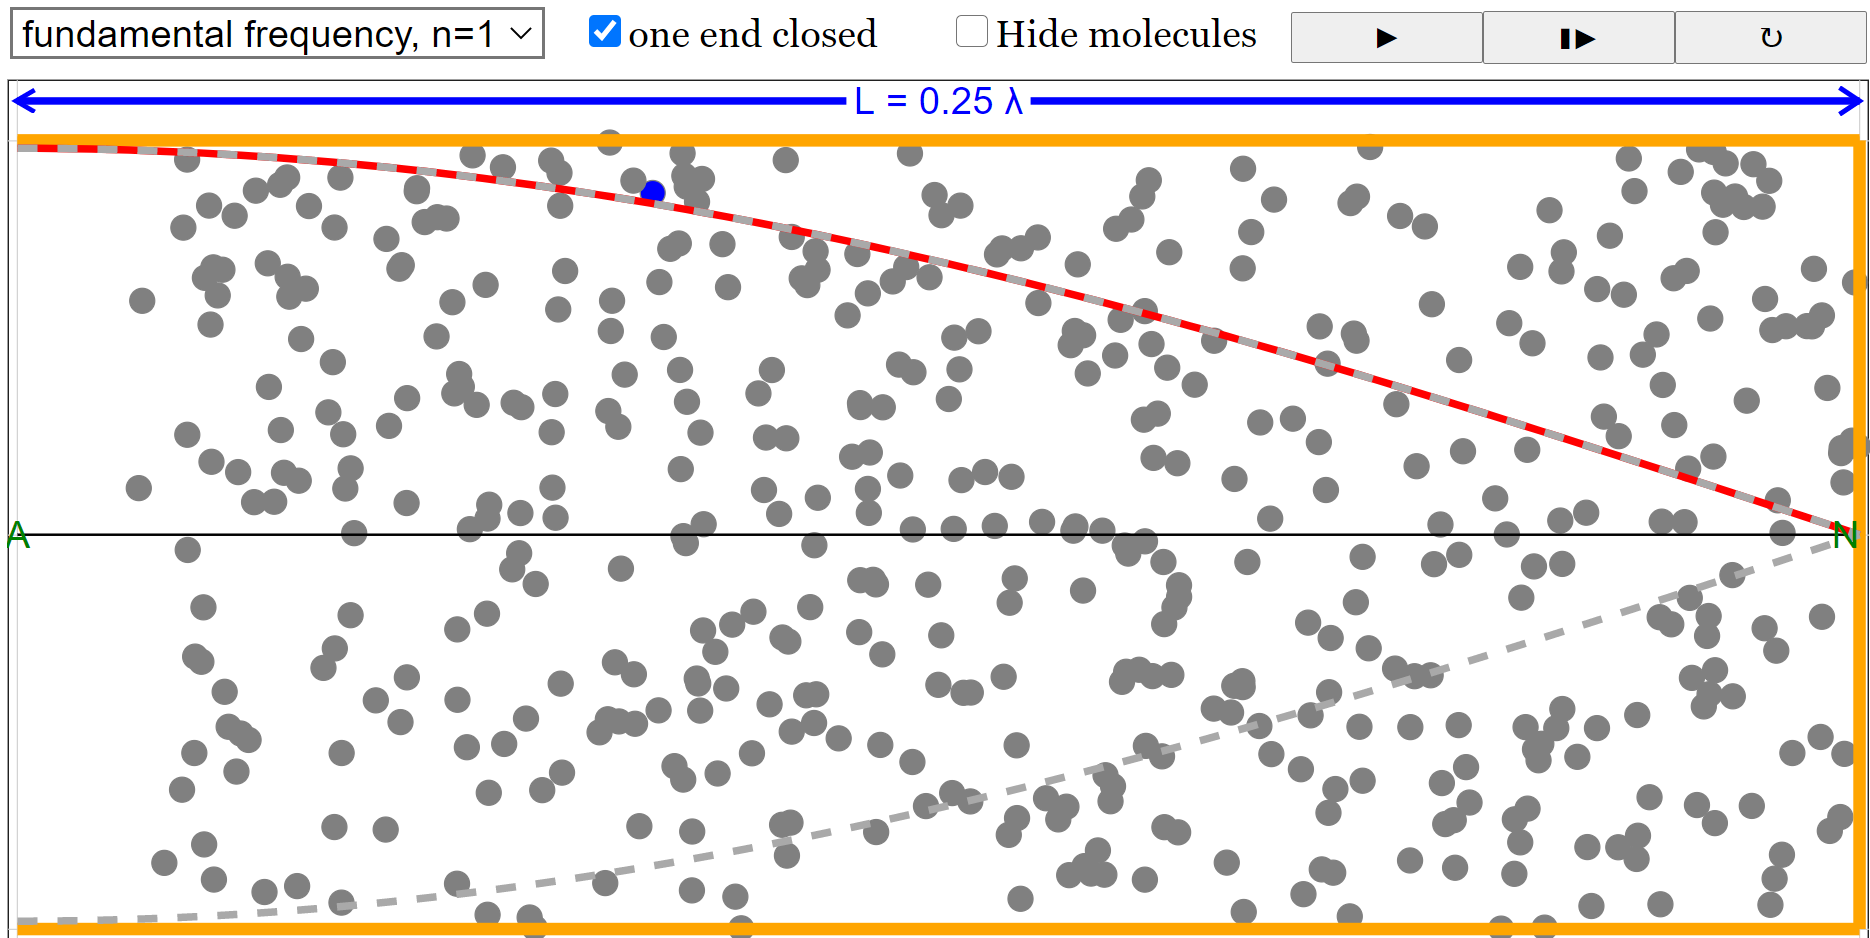 fundamental frequency, n=1
one end closed
Hide molecules
L = 0.25 λ
A
N